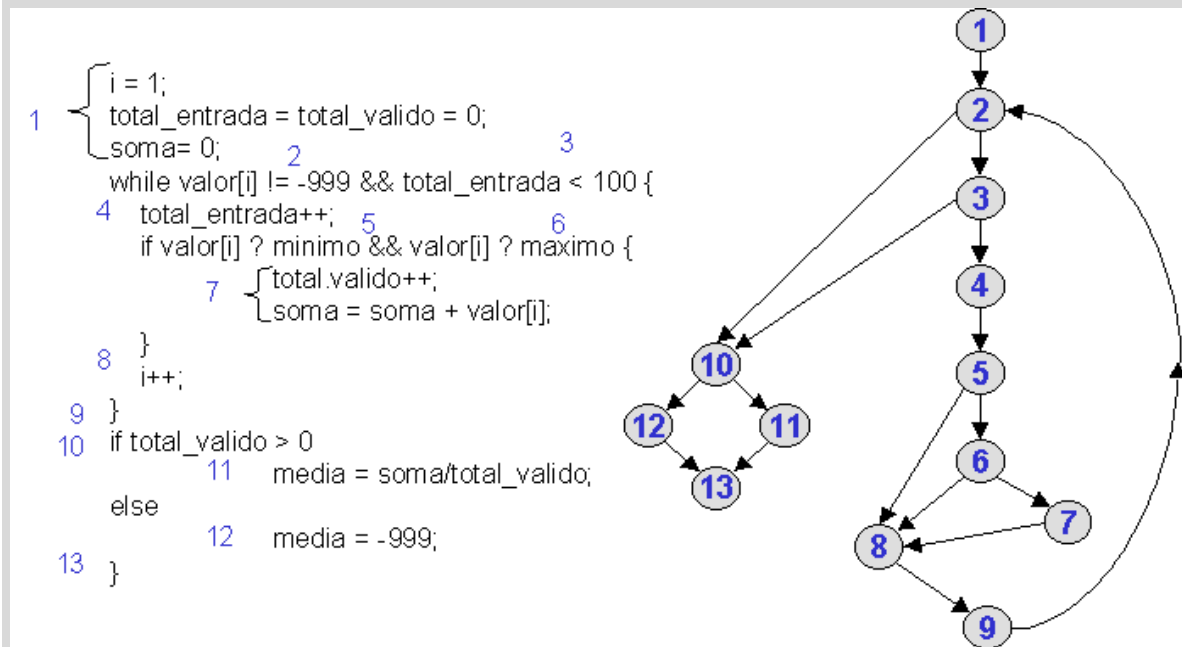 i = 1;
1 total_entrada = total_valido = 0;
soma= 0;
2 3
while valor[i] != -999 && total_entrada < 100 {
4 total_entrada++;
5 6
if valor[i] ? minimo && valor[i] ? maximo {
total.valido++;
7
soma = soma + valor[i];
}
8
i++;
9 }
10 if total_valido > 0
11 media = soma/total_valido;
else
12 media = -999;
13 }
1
2
3
4
10
5
12 11
6
13
7
8
9